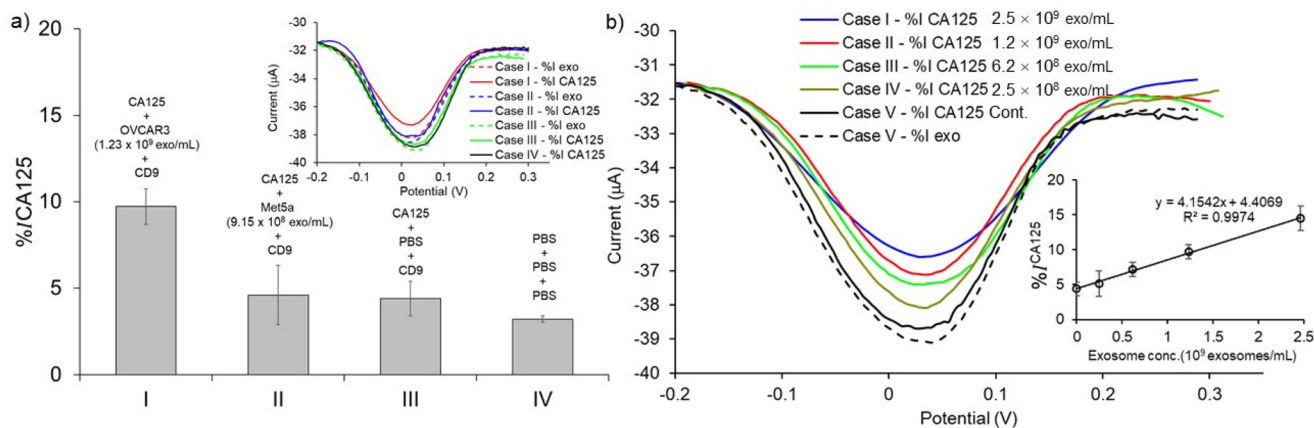 a)
%ICA125
20
15
10
5
0
CA125
+
OVCAR3
(1.23 x 10⁹ exo/mL)
+
CD9
CA125
+
Met5a
(9.15 x 10⁸ exo/mL)
+
CD9
CA125
+
PBS
+
CD9
PBS
+
PBS
+
PBS
I
II
III
IV
Current (µA)
-30
-32
-34
-36
-38
-40
-0.2
-0.1
0
0.1
0.2
0.3
Potential (V)
Case I - %I exo
Case I - %I CA125
Case II - %I exo
Case II - %I CA125
Case III - %I exo
Case III - %I CA125
Case IV - %I CA125
b)
Case I - %I CA125 2.5 × 10⁹ exo/mL
Case II - %I CA125 1.2 × 10⁹ exo/mL
Case III - %I CA125 6.2 × 10⁸ exo/mL
Case IV - %I CA125 2.5 × 10⁸ exo/mL
Case V - %I CA125 Cont.
Case V - %I exo
Current (µA)
-30
-31
-32
-33
-34
-35
-36
-37
-38
-39
-40
-0.2
-0.1
0
0.1
0.2
0.3
Potential (V)
%I^CA125
20
15
10
5
0
y = 4.1542x + 4.4069
R² = 0.9974
0
0.5
1
1.5
2
2.5
Exosome conc.(10⁹ exosomes/mL)